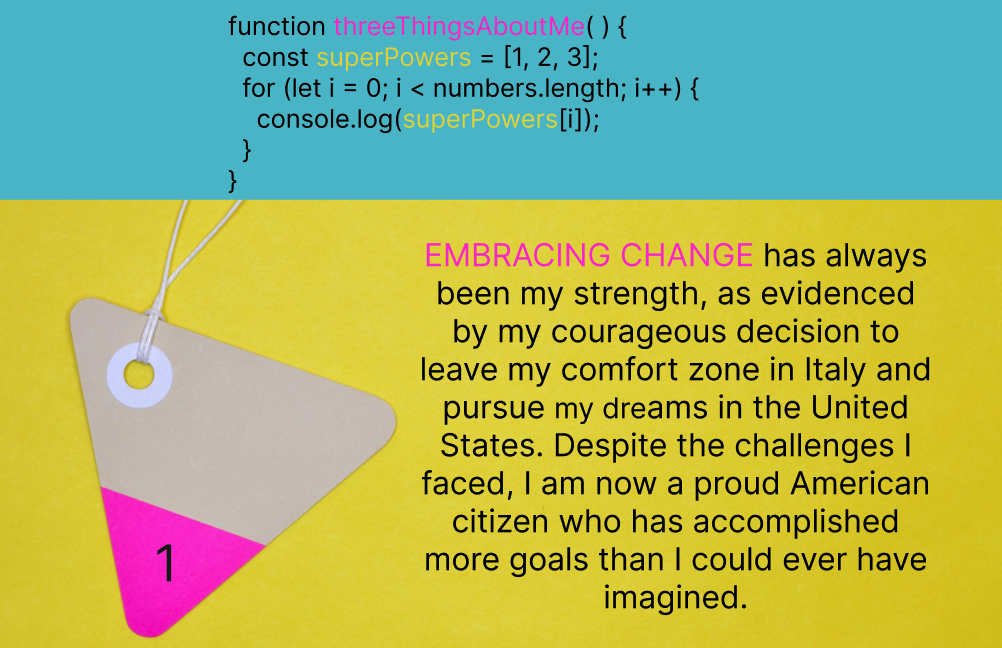 function threeThingsAboutMe( ) {
const superPowers = [1, 2, 3];
for (let i = 0; i < numbers.length; i++) {
console.log(superPowers[i]);
}
}
EMBRACING CHANGE has always
been my strength, as evidenced
by my courageous decision to
leave my comfort zone in Italy and
pursue my dreams in the United
States. Despite the challenges I
faced, I am now a proud American
citizen who has accomplished
more goals than I could ever have
imagined.
1